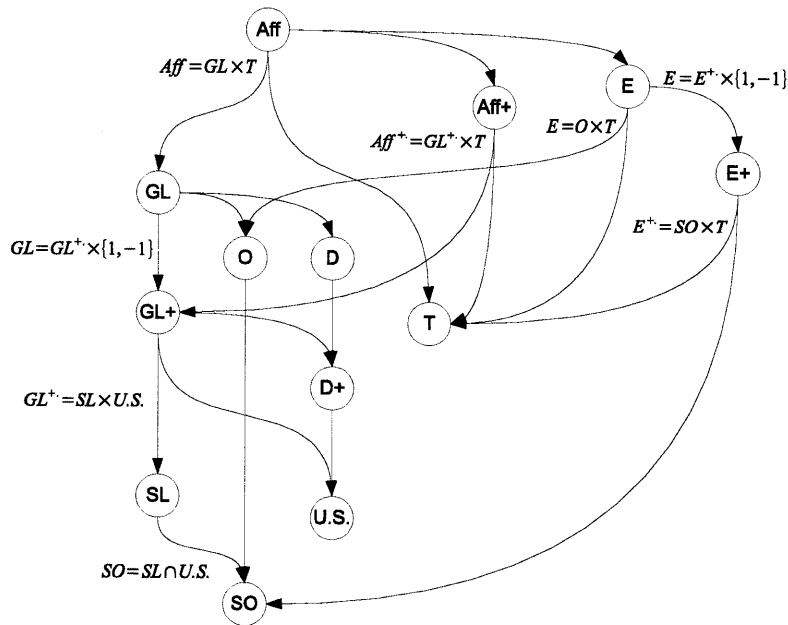 Aff
Aff=GL×T
E
E=E⁺·×{1,-1}
Aff+
Aff⁺·=GL⁺·×T
E=O×T
E+
GL
E⁺·=SO×T
O
D
GL=GL⁺·×{1,-1}
GL+
T
D+
GL⁺·=SL×U.S.
SL
U.S.
SO=SL∩U.S.
SO